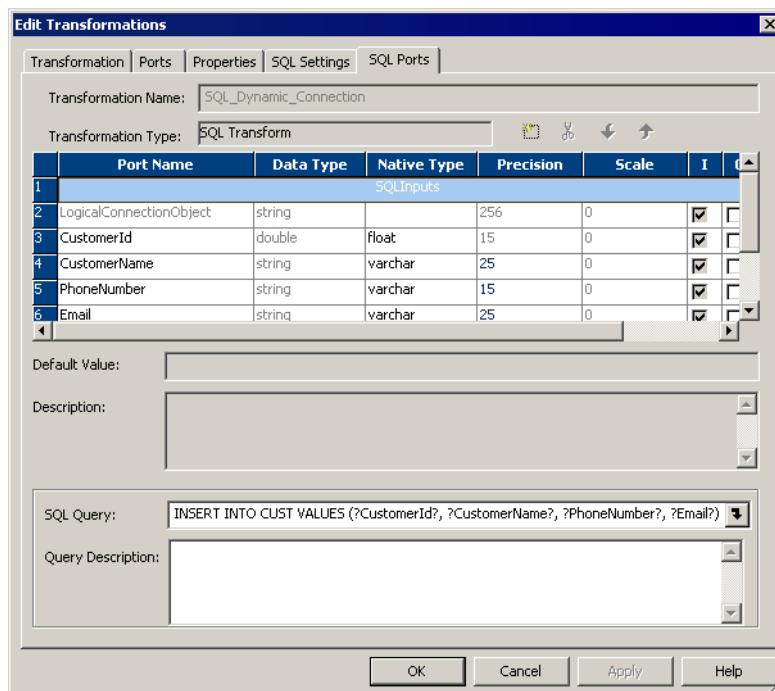 Edit Transformations
Transformation Ports Properties SQL Settings SQL Ports
Transformation Name: SQL_Dynamic_Connection
Transformation Type: SQL Transform
Port Name Data Type Native Type Precision Scale I
1 SQLInputs
2 LogicalConnectionObject string 256 0
3 CustomerId double float 15 0
4 CustomerName string varchar 25 0
5 PhoneNumber string varchar 15 0
6 Email string varchar 25 0
Default Value:
Description:
SQL Query: INSERT INTO CUST VALUES (?CustomerId?, ?CustomerName?, ?PhoneNumber?, ?Email?)
Query Description:
OK Cancel Apply Help